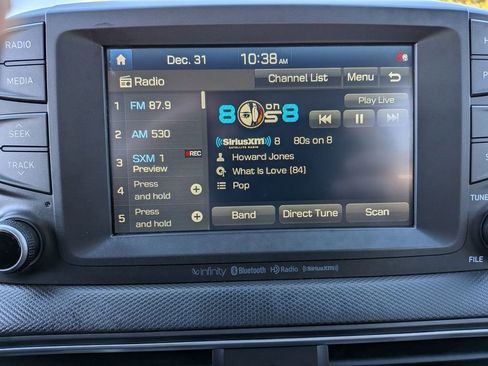 RADIO
MEDIA
SEEK
TRACK
Dec. 31 10:38 AM
Radio Channel List Menu
1 FM 87.9
2 AM 530
3 SXM 1 REC
Preview
4 Press
and hold
5 Press
and hold
80s on 8
Play Live
SiriusXM 8 80s on 8
SATELLITE RADIO
Howard Jones
What Is Love (84)
Pop
Band Direct Tune Scan
TUNE
FILE
infinity Bluetooth HD Radio SiriusXM